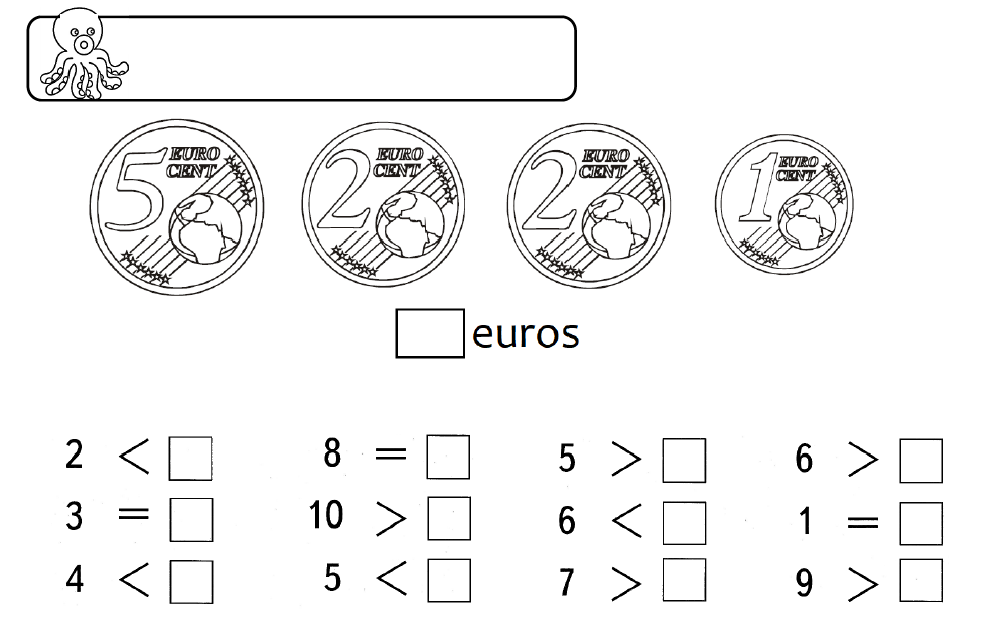 5 EURO CENT 2 EURO CENT 2 EURO CENT 1 EURO CENT
euros
2 < 8 = 5 > 6 >
3 = 10 > 6 < 1 =
4 < 5 < 7 > 9 >